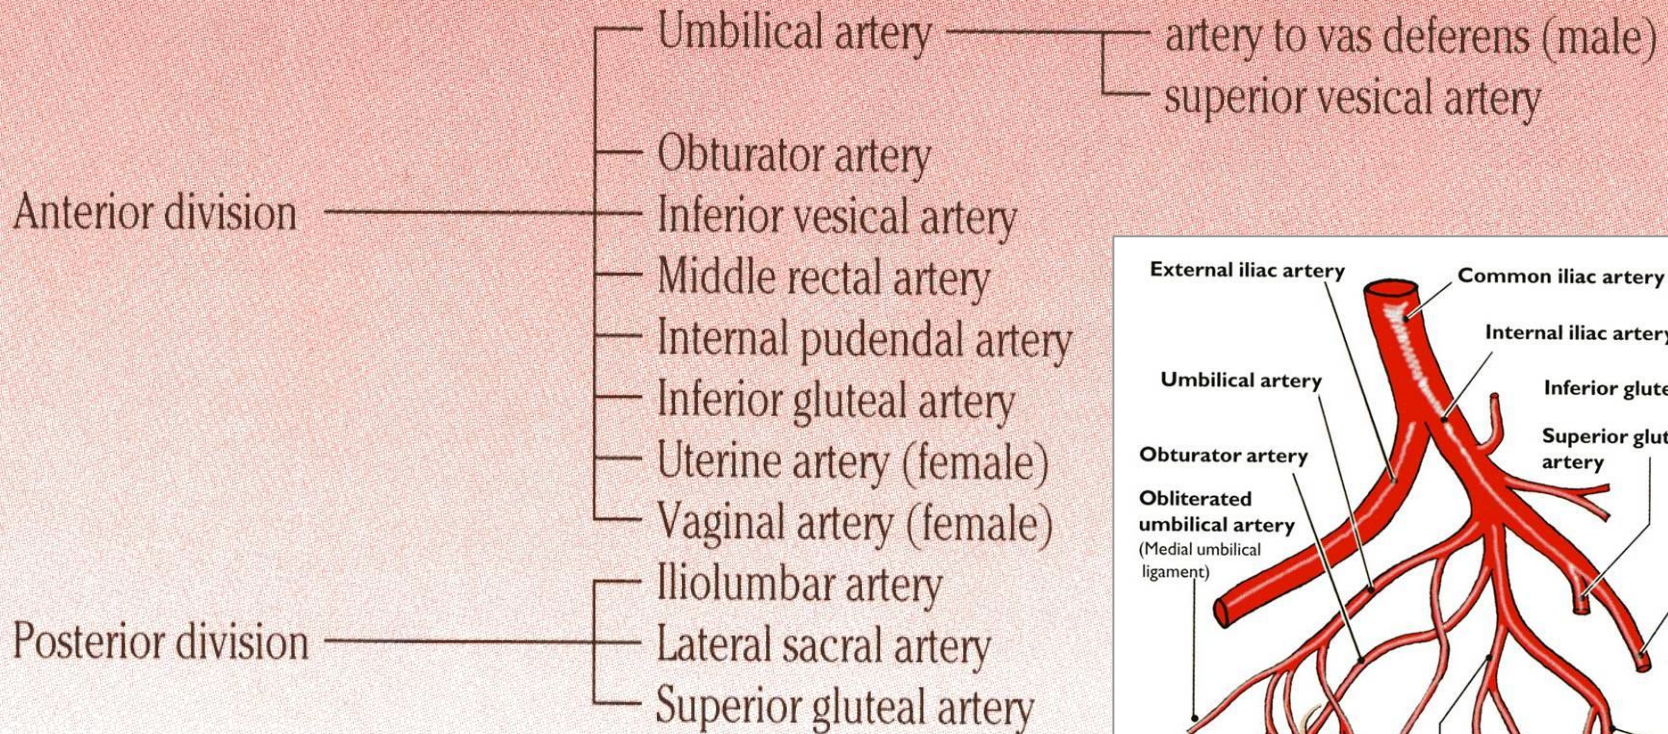 Umbilical artery
artery to vas deferens (male)
superior vesical artery
Obturator artery
Anterior division
Inferior vesical artery
Middle rectal artery
Internal pudendal artery
Inferior gluteal artery
Uterine artery (female)
Vaginal artery (female)
Iliolumbar artery
Posterior division
Lateral sacral artery
Superior gluteal artery
External iliac artery
Common iliac artery
Internal iliac artery
Umbilical artery
Inferior
Obturator artery
Superior
artery
Obliterated
umbilical artery
(Medial umbilical
ligament)